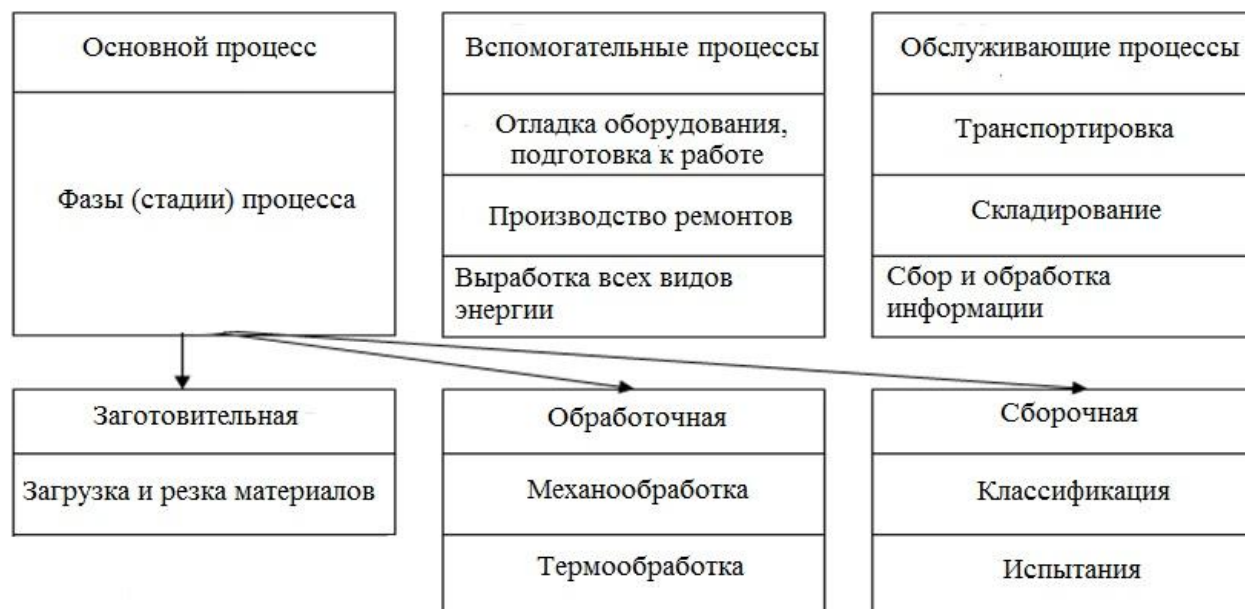 Основной процесс
Вспомогательные процессы
Обслуживающие процессы
Фазы (стадии) процесса
Отладка оборудования,
подготовка к работе
Производство ремонтов
Выработка всех видов
энергии
Транспортировка
Складирование
Сбор и обработка
информации
Заготовительная
Загрузка и резка материалов
Обработочная
Механообработка
Термообработка
Сборочная
Классификация
Испытания